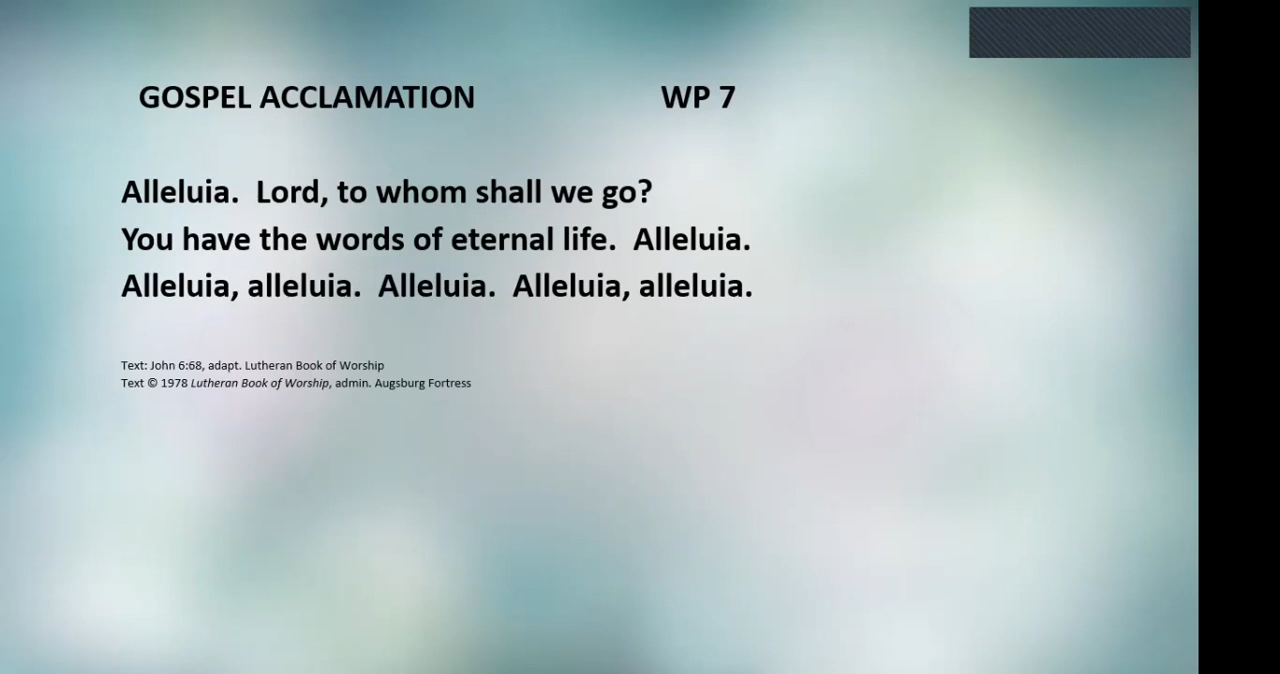 GOSPEL ACCLAMATION WP 7
Alleluia. Lord, to whom shall we go?
You have the words of eternal life. Alleluia.
Alleluia, alleluia. Alleluia. Alleluia, alleluia.
Text: John 6:68, adapt. Lutheran Book of Worship
Text © 1978 Lutheran Book of Worship, admin. Augsburg Fortress